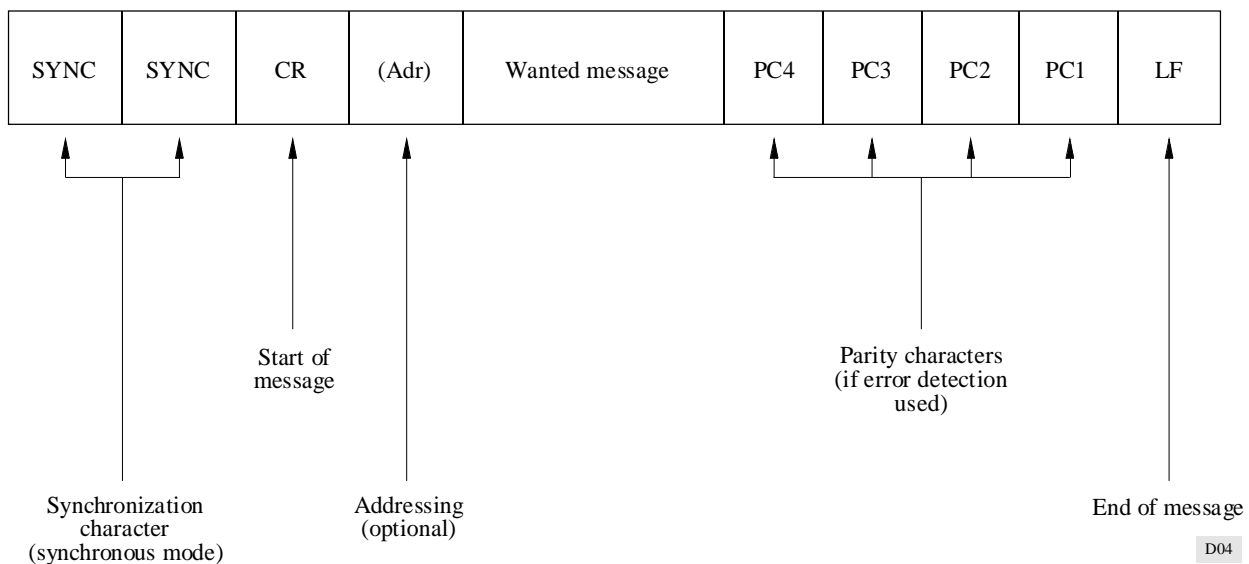 SYNC SYNC CR (Adr) Wanted message PC4 PC3 PC2 PC1 LF
Start of
message
Parity characters
(if error detection
used)
Synchronization
character
(synchronous mode)
Addressing
(optional)
End of message
D04